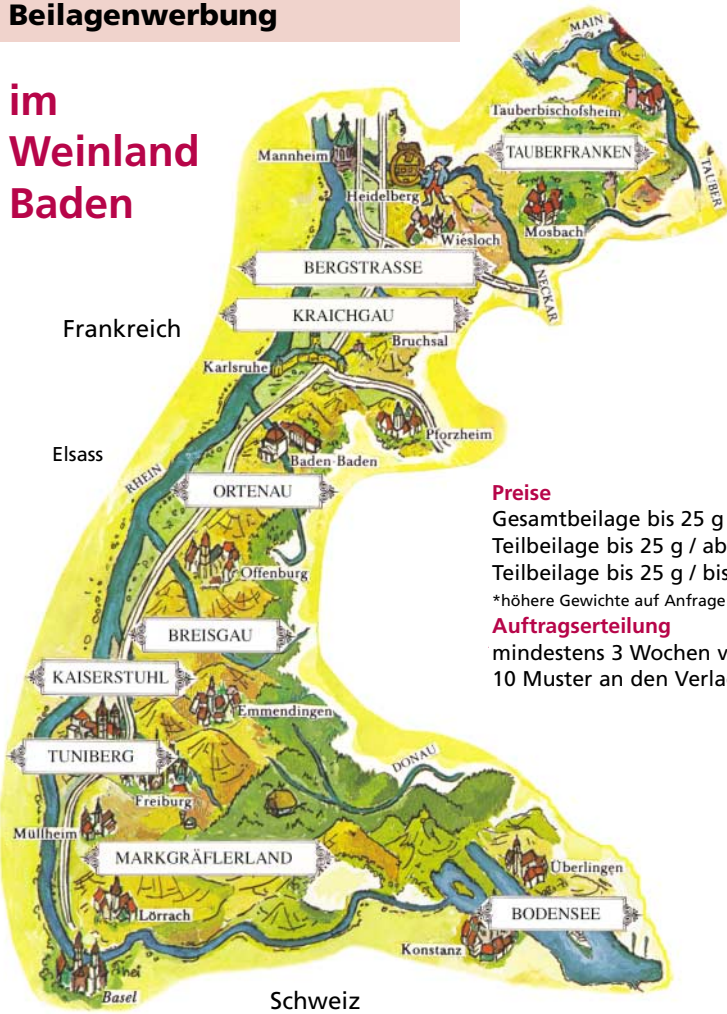 Beilagenwerbung
im
Weinland
Baden
MAIN
Tauberbischofsheim
TAUBERFRANKEN
TAUBER
Mannheim
Heidelberg
Wiesloch
Mosbach
BERGSTRASSE
NECKAR
KRAICHGAU
Frankreich
Bruchsal
Karlsruhe
Pforzheim
Elsass
Baden-Baden
RHEIN
ORTENAU
Preise
Gesamtbeilage bis 25 g
Teilbeilage bis 25 g / ab
Teilbeilage bis 25 g / bis
*höhere Gewichte auf Anfrage
Auftragserteilung
mindestens 3 Wochen v
10 Muster an den Verla
Offenburg
BREISGAU
KAISERSTUHL
Emmendingen
TUNIBERG
DONAU
Freiburg
Müllheim
MARKGRÄFLERLAND
Überlingen
Lörrach
BODENSEE
Konstanz
Basel
Schweiz